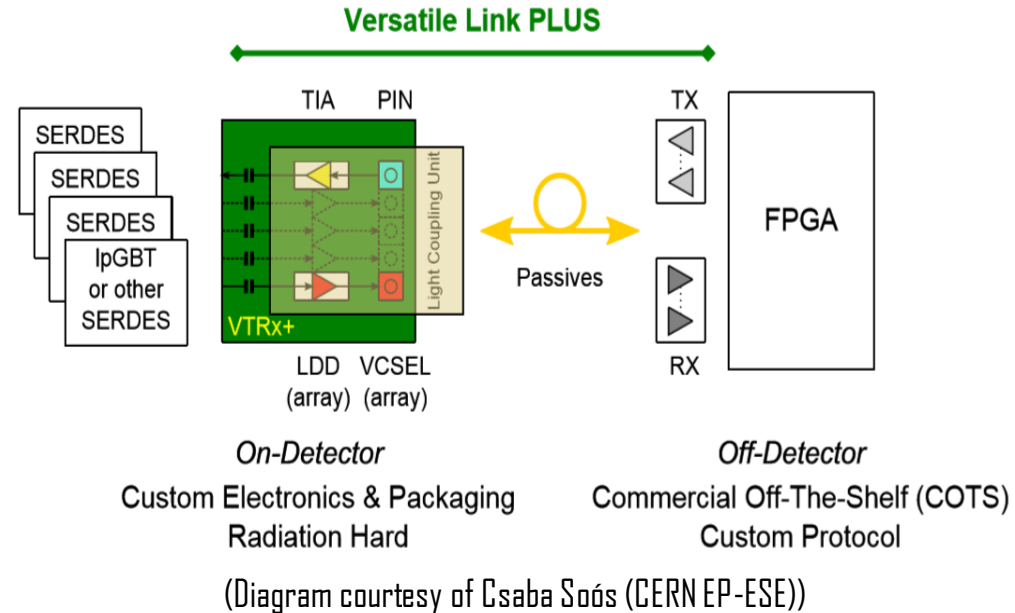 Versatile Link PLUS
TIA PIN
TX
SERDES
SERDES
SERDES
lpGBT
or other
SERDES
Light Coupling Unit
VTRx+
Passives
FPGA
LDD VCSEL
(array) (array)
RX
On-Detector
Custom Electronics & Packaging
Radiation Hard
Off-Detector
Commercial Off-The-Shelf (COTS)
Custom Protocol
(Diagram courtesy of Csaba Soós (CERN EP-ESE))